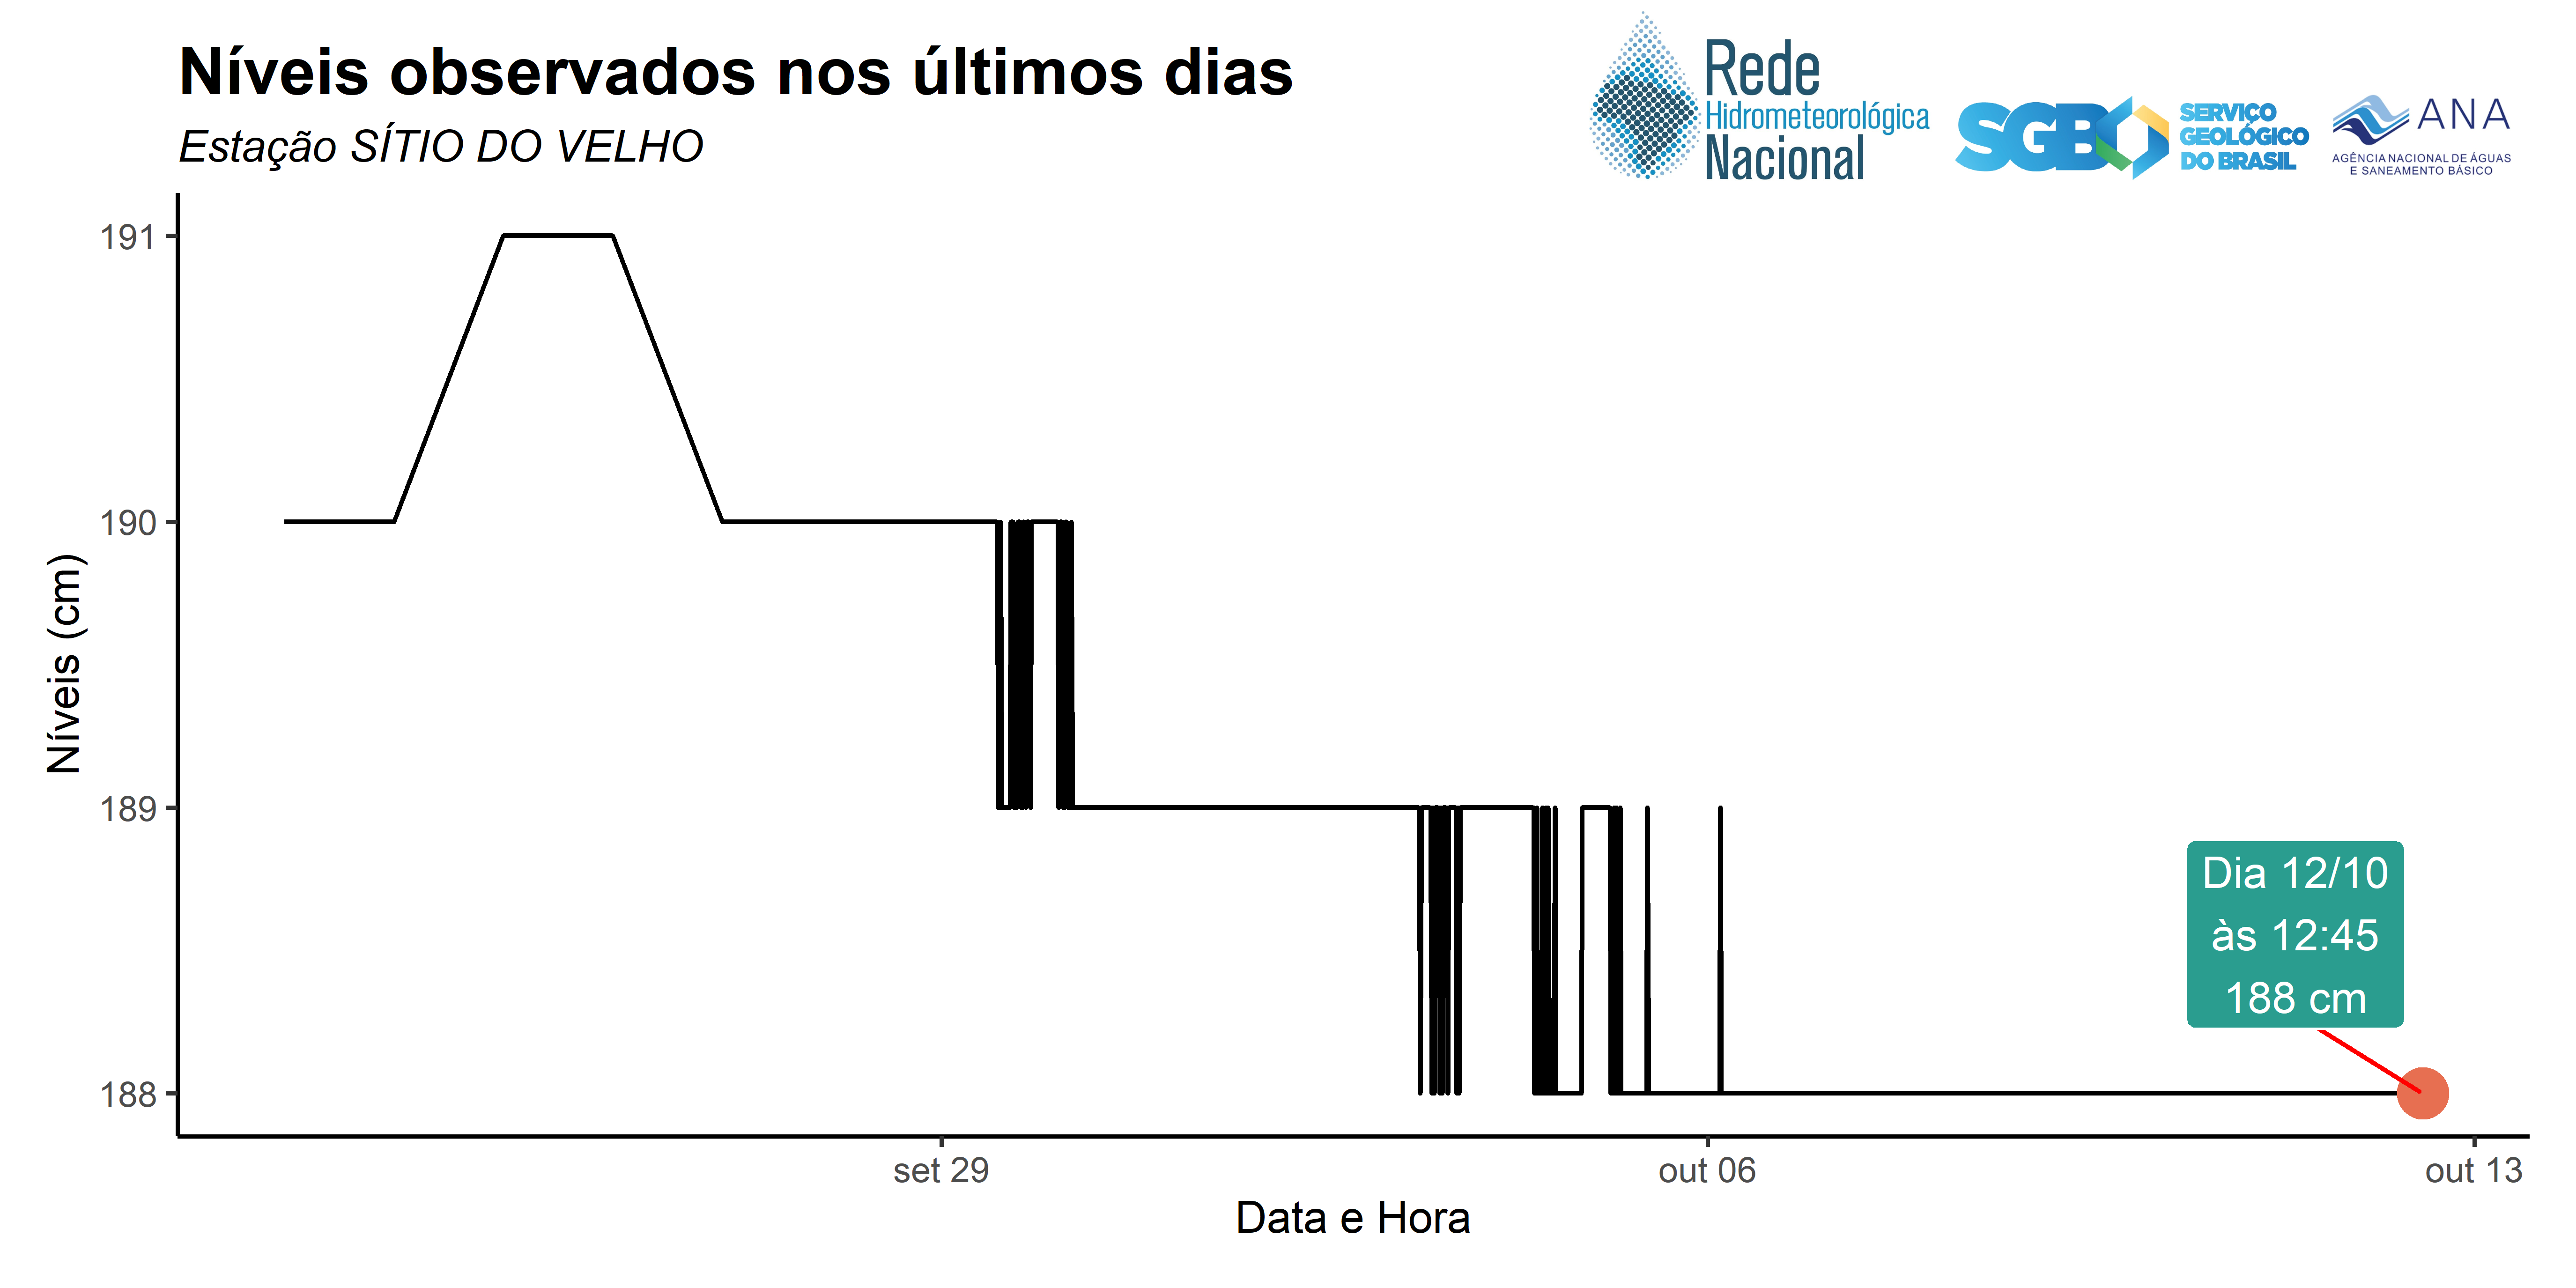 Níveis observados nos últimos dias
Estação SÍTIO DO VELHO
Rede
Hidrometeorológica
Nacional
SGB
SERVIÇO
GEOLÓGICO
DO BRASIL
ANA
AGÊNCIA NACIONAL DE ÁGUAS
E SANEAMENTO BÁSICO
Níveis (cm)
191
190
189
188
Dia 12/10
às 12:45
188 cm
set 29
out 06
out 13
Data e Hora